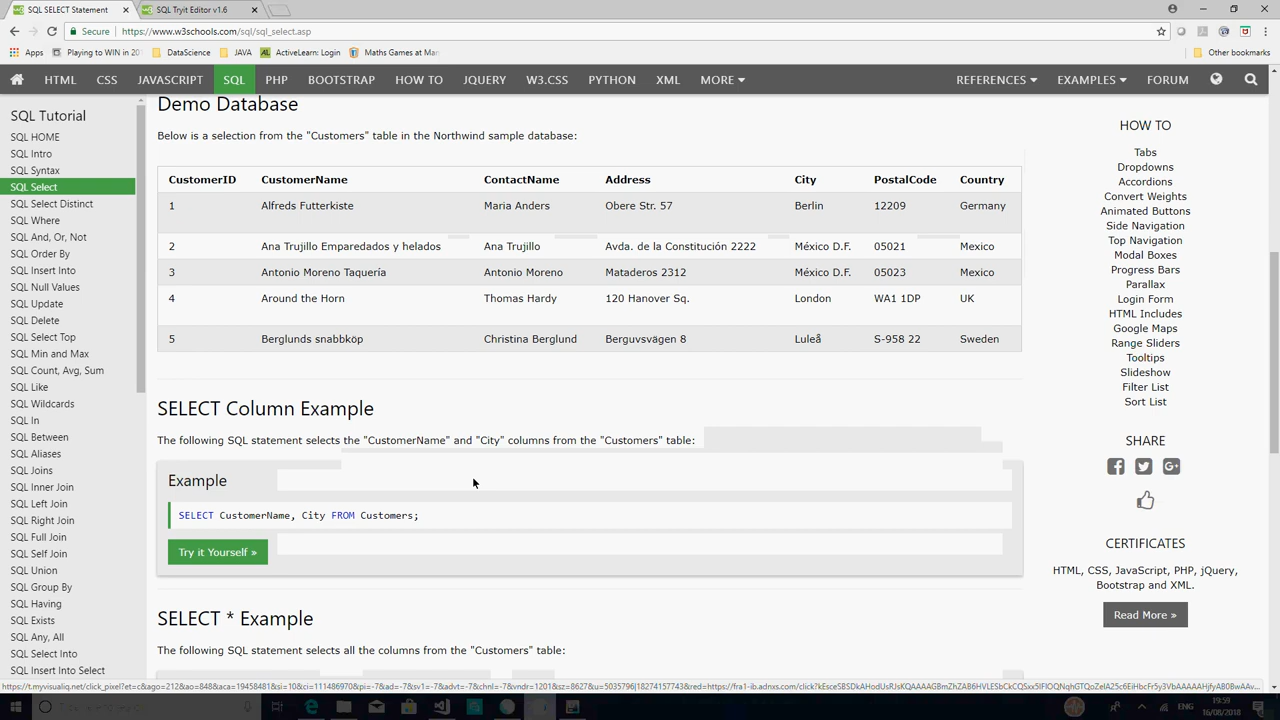 SQL SELECT Statement
SQL Tryit Editor v1.6
Secure https://www.w3schools.com/sql/sql_select.asp
Apps Playing to WIN in 20 DataScience JAVA ActiveLearn: Login Maths Games at Man Other bookmarks
HTML CSS JAVASCRIPT SQL PHP BOOTSTRAP HOW TO JQUERY W3.CSS PYTHON XML MORE REFERENCES EXAMPLES FORUM
SQL Tutorial
SQL HOME
SQL Intro
SQL Syntax
SQL Select
SQL Select Distinct
SQL Where
SQL And, Or, Not
SQL Order By
SQL Insert Into
SQL Null Values
SQL Update
SQL Delete
SQL Select Top
SQL Min and Max
SQL Count, Avg, Sum
SQL Like
SQL Wildcards
SQL In
SQL Between
SQL Aliases
SQL Joins
SQL Inner Join
SQL Left Join
SQL Right Join
SQL Full Join
SQL Self Join
SQL Union
SQL Group By
SQL Having
SQL Exists
SQL Any, All
SQL Select Into
SQL Insert Into Select
Demo Database
Below is a selection from the "Customers" table in the Northwind sample database:
CustomerID CustomerName ContactName Address City PostalCode Country
1 Alfreds Futterkiste Maria Anders Obere Str. 57 Berlin 12209 Germany
2 Ana Trujillo Emparedados y helados Ana Trujillo Avda. de la Constitución 2222 México D.F. 05021 Mexico
3 Antonio Moreno Taquería Antonio Moreno Mataderos 2312 México D.F. 05023 Mexico
4 Around the Horn Thomas Hardy 120 Hanover Sq. London WA1 1DP UK
5 Berglunds snabbköp Christina Berglund Berguvsvägen 8 Luleå S-958 22 Sweden
SELECT Column Example
The following SQL statement selects the "CustomerName" and "City" columns from the "Customers" table:
Example
SELECT CustomerName, City FROM Customers;
Try it Yourself »
SELECT * Example
The following SQL statement selects all the columns from the "Customers" table:
HOW TO
Tabs
Dropdowns
Accordions
Convert Weights
Animated Buttons
Side Navigation
Top Navigation
Modal Boxes
Progress Bars
Parallax
Login Form
HTML Includes
Google Maps
Range Sliders
Tooltips
Slideshow
Filter List
Sort List
SHARE
CERTIFICATES
HTML, CSS, JavaScript, PHP, jQuery,
Bootstrap and XML.
Read More »
ENG
19:59
16/08/2018